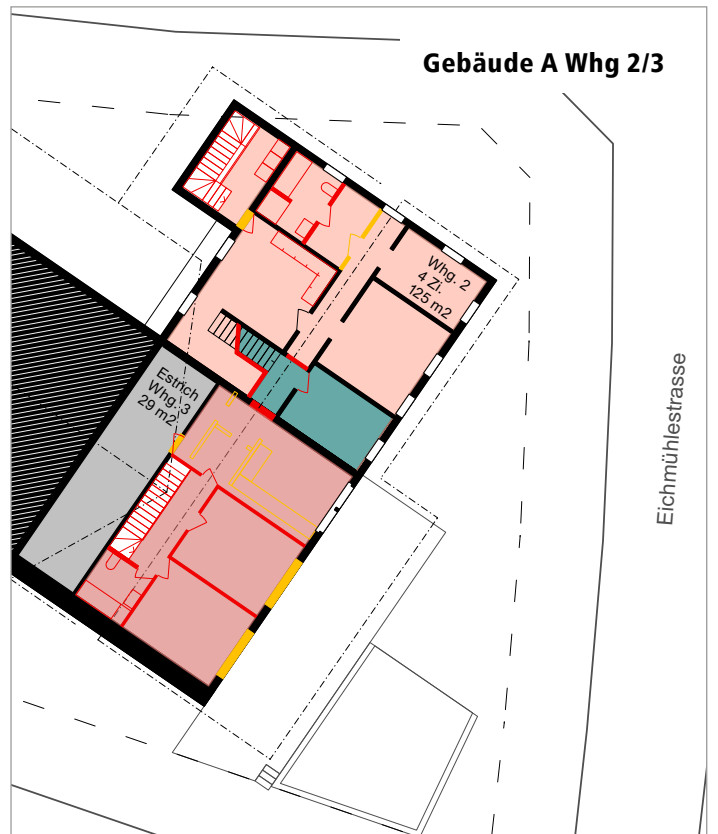 Gebäude A Whg 2/3
Whg. 2
4 Zi.
125 m2
Estrich
Whg. 3
29 m2
Eichmühlestrasse